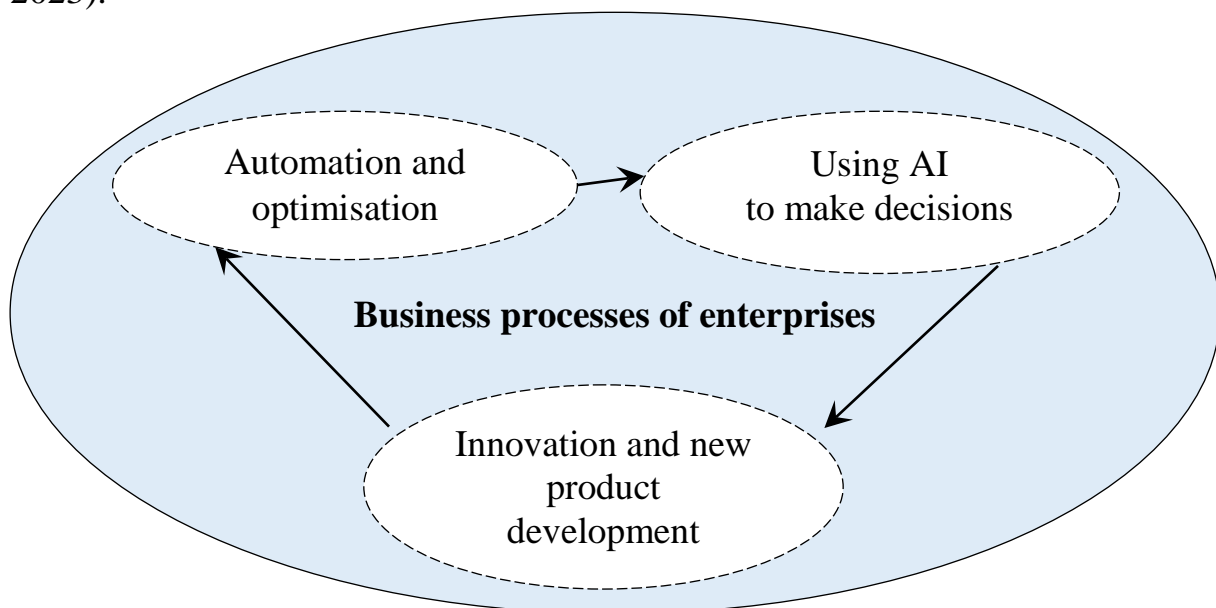 2023).
Automation and
optimisation
Using AI
to make decisions
Business processes of enterprises
Innovation and new
product
development